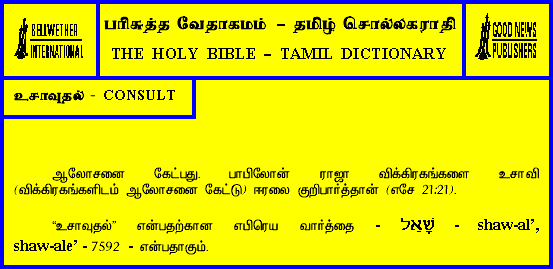 BELLWETHER
INTERNATIONAL
பரிசுத்த வேதாகமம் – தமிழ் சொல்லகராதி
THE HOLY BIBLE – TAMIL DICTIONARY
GOOD NEWS
PUBLISHERS
உசாவுதல் - CONSULT
ஆலோசனை கேட்பது. பாபிலோன் ராஜா விக்கிரகங்களை உசாவி
(விக்கிரகங்களிடம் ஆலோசனை கேட்டு) ஈரலை குறிபார்த்தான் (எசே 21:21).
“உசாவுதல்” என்பதற்கான எபிரெய வார்த்தை - שָׁאַל - shaw-al’,
shaw-ale’ - 7592 - என்பதாகும்.